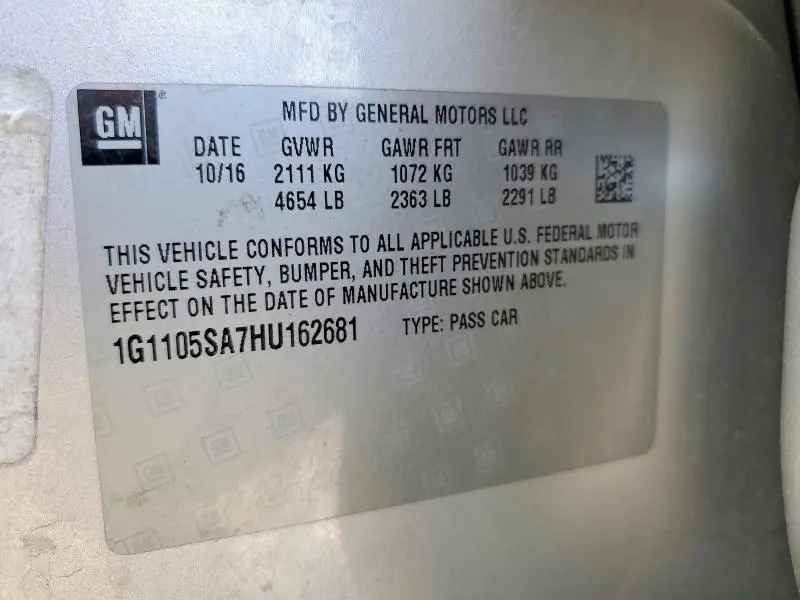 GM®
MFD BY GENERAL MOTORS LLC
DATE GVWR GAWR FRT GAWR RR
10/16 2111 KG 1072 KG 1039 KG
4654 LB 2363 LB 2291 LB
THIS VEHICLE CONFORMS TO ALL APPLICABLE U.S. FEDERAL MOTOR
VEHICLE SAFETY, BUMPER, AND THEFT PREVENTION STANDARDS IN
EFFECT ON THE DATE OF MANUFACTURE SHOWN ABOVE.
1G1105SA7HU162681 TYPE: PASS CAR